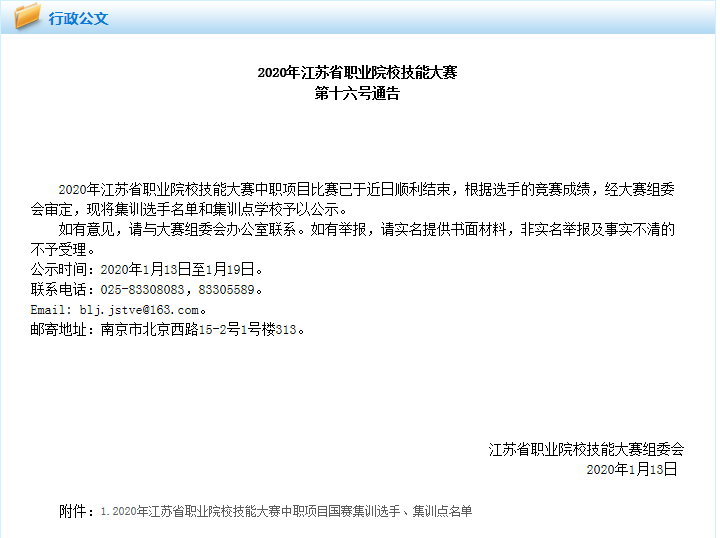 行政公文
2020年江苏省职业院校技能大赛
第十六号通告
2020年江苏省职业院校技能大赛中职项目比赛已于近日顺利结束，根据选手的竞赛成绩，经大赛组委
会审定，现将集训选手名单和集训点学校予以公示。
如有意见，请与大赛组委会办公室联系。如有举报，请实名提供书面材料，非实名举报及事实不清的
不予受理。
公示时间：2020年1月13日至1月19日。
联系电话：025-83308083，83305589。
Email: blj.jstve@163.com。
邮寄地址：南京市北京西路15-2号1号楼313。
江苏省职业院校技能大赛组委会
2020年1月13日
附件：1.2020年江苏省职业院校技能大赛中职项目国赛集训选手、集训点名单